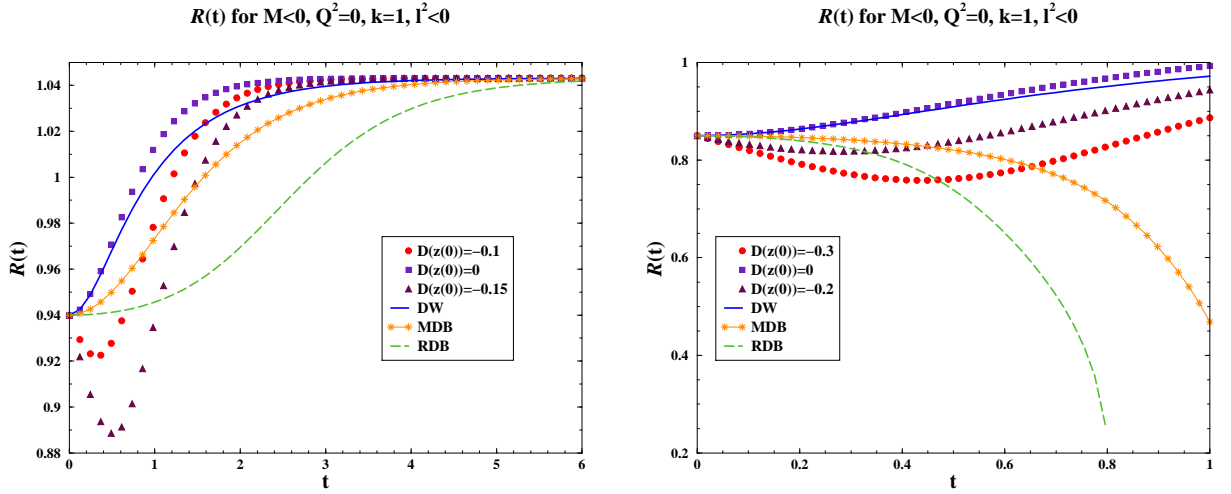 R(t) for M<0, Q²=0, k=1, l²<0
R(t)
1.04
1.02
1
0.98
0.96
0.94
0.92
0.9
0.88
0 1 2 3 4 5 6
t
D(z(0))=−0.1
D(z(0))=0
D(z(0))=−0.15
DW
MDB
RDB
R(t) for M<0, Q²=0, k=1, l²<0
R(t)
1
0.8
0.6
0.4
0.2
0 0.2 0.4 0.6 0.8 1
t
D(z(0))=−0.3
D(z(0))=0
D(z(0))=−0.2
DW
MDB
RDB